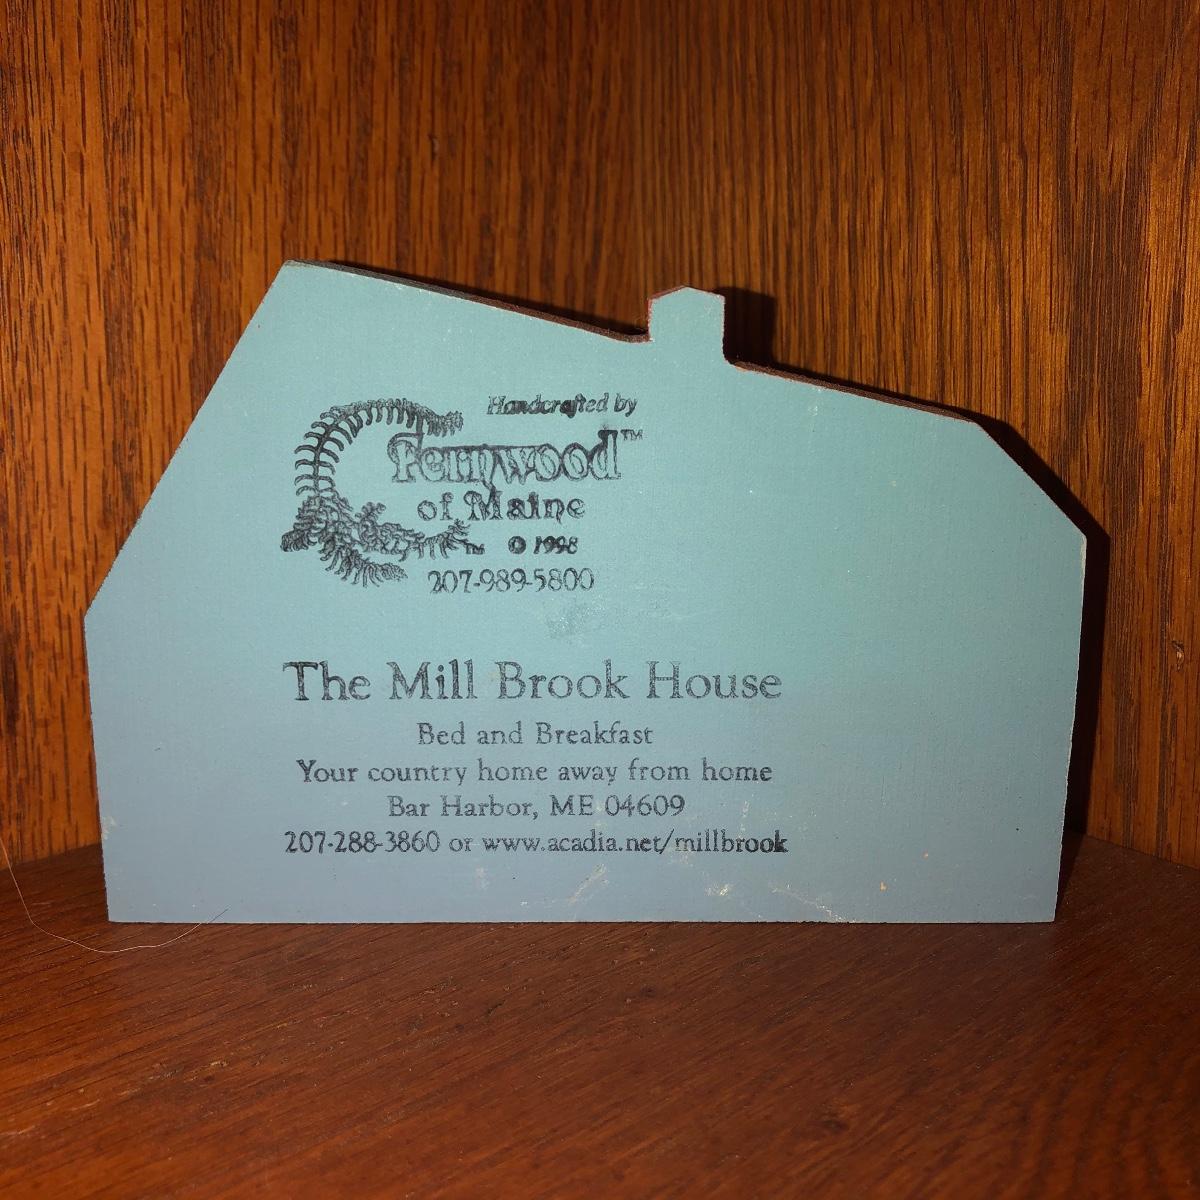 Handcrafted by
fernwood™
of Maine
™ © 1998
207-989-5800
The Mill Brook House
Bed and Breakfast
Your country home away from home
Bar Harbor, ME 04609
207-288-3860 or www.acadia.net/millbrook